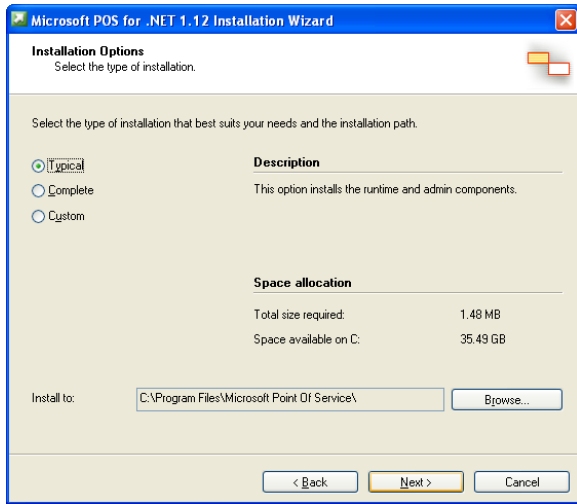 Microsoft POS for .NET 1.12 Installation Wizard
Installation Options
Select the type of installation.
Select the type of installation that best suits your needs and the installation path.
Typical
Description
Complete
This option installs the runtime and admin components.
Custom
Space allocation
Total size required: 1.48 MB
Space available on C: 35.49 GB
Install to: C:\Program Files\Microsoft Point Of Service\ Browse...
< Back Next > Cancel